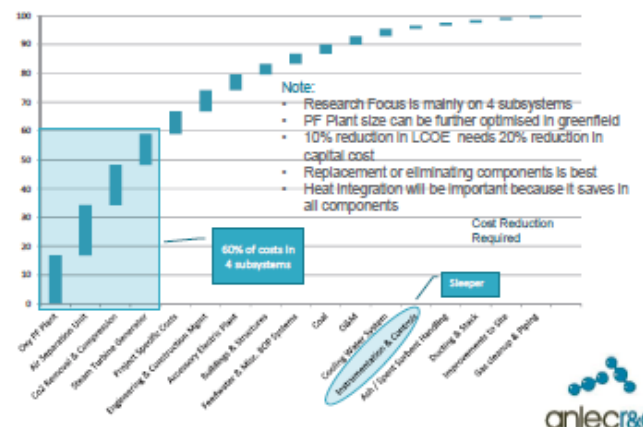 100
90
80
70
60
50
40
30
20
10
0
Note:
• Research Focus is mainly on 4 subsystems
• PF Plant size can be further optimised in greenfield
• 10% reduction in LCOE needs 20% reduction in
capital cost
• Replacement or eliminating components is best
• Heat Integration will be important because it saves in
all components
Cost Reduction
Required
60% of costs in
4 subsystems
Sleeper
Oxy PF Plant
Air Separation Unit
Co2 Removal & Compression
Steam Turbine Generator
Project Specific Costs
Engineering & Construction Mgmt
Accessory Electric Plant
Buildings & Structures
Feedwater & Misc. BOP Systems
Coal
O&M
Cooling Water System
Instrumentation & Controls
Ash / Spent Sorbent Handling
Ducting & Stack
Improvements to Site
Gas cleanup & Piping
anlecr&d